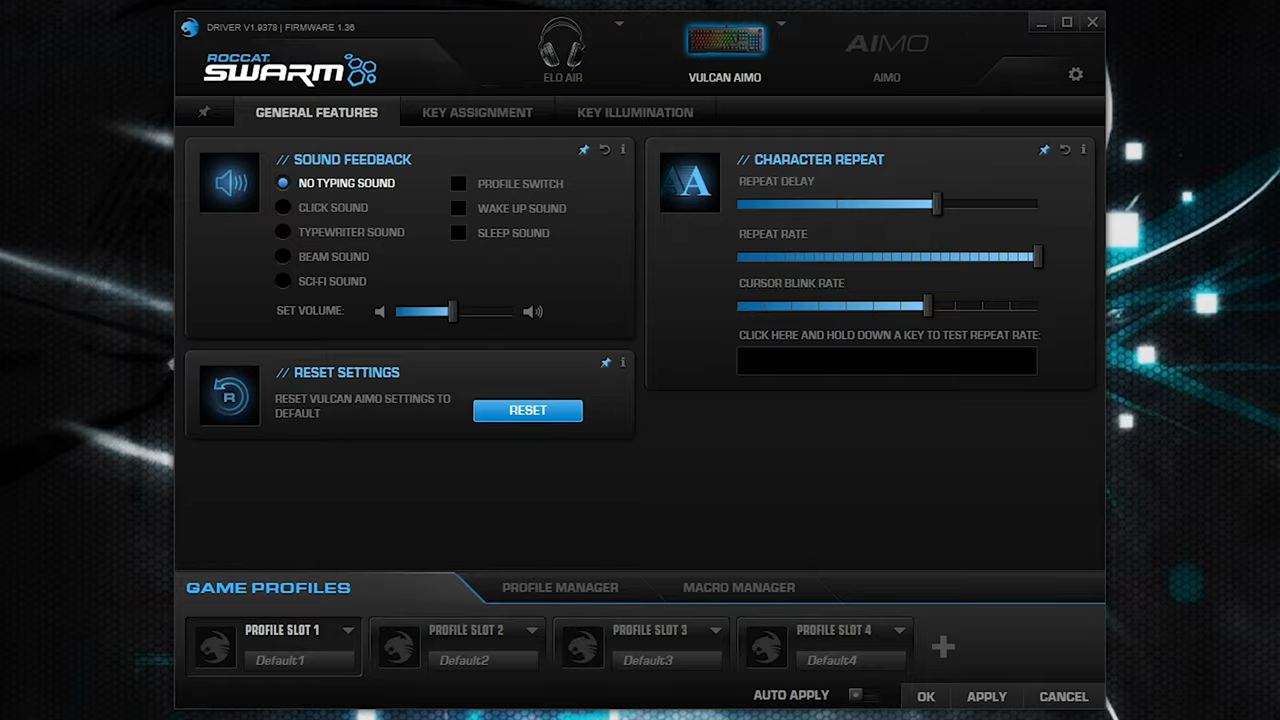 DRIVER V1.9378 | FIRMWARE 1.36
ROCCAT
SWARM
ELO AIR
VULCAN AIMO
AIMO
AIMO
GENERAL FEATURES
KEY ASSIGNMENT
KEY ILLUMINATION
// SOUND FEEDBACK
NO TYPING SOUND
CLICK SOUND
TYPEWRITER SOUND
BEAM SOUND
SCI-FI SOUND
PROFILE SWITCH
WAKE UP SOUND
SLEEP SOUND
SET VOLUME:
// CHARACTER REPEAT
REPEAT DELAY
REPEAT RATE
CURSOR BLINK RATE
CLICK HERE AND HOLD DOWN A KEY TO TEST REPEAT RATE:
// RESET SETTINGS
RESET VULCAN AIMO SETTINGS TO
DEFAULT
RESET
GAME PROFILES
PROFILE MANAGER
MACRO MANAGER
PROFILE SLOT 1
Default1
PROFILE SLOT 2
Default2
PROFILE SLOT 3
Default3
PROFILE SLOT 4
Default4
AUTO APPLY
OK
APPLY
CANCEL